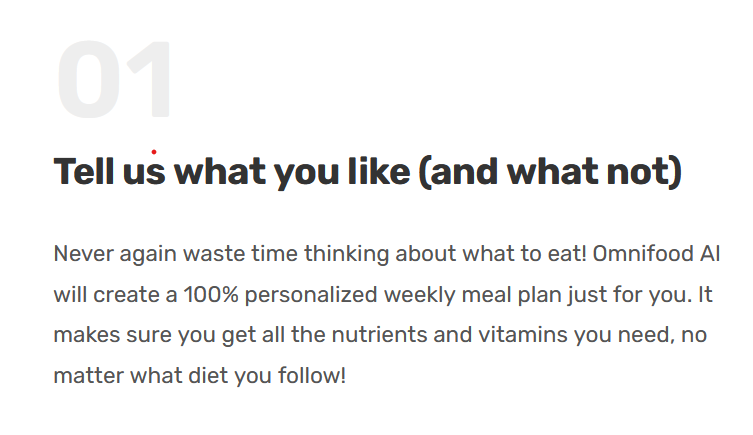 01
Tell us what you like (and what not)
Never again waste time thinking about what to eat! Omnifood AI
will create a 100% personalized weekly meal plan just for you. It
makes sure you get all the nutrients and vitamins you need, no
matter what diet you follow!